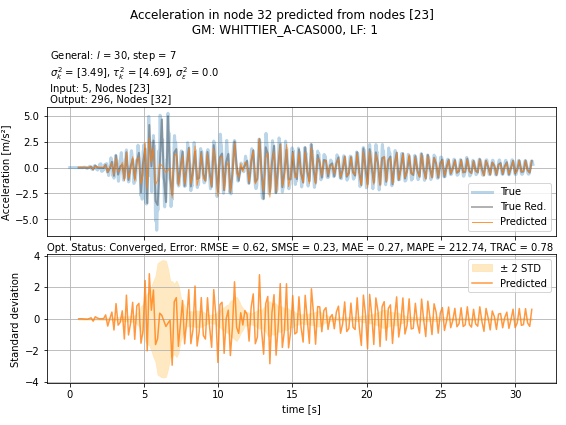 Acceleration in node 32 predicted from nodes [23]
GM: WHITTIER_A-CAS000, LF: 1
General: l = 30, step = 7
σ²ₖ = [3.49], τ²ₖ = [4.69], σ²ε = 0.0
Input: 5, Nodes [23]
Output: 296, Nodes [32]
Acceleration [m/s²]
5.0
2.5
0.0
−2.5
−5.0
True
True Red.
Predicted
Opt. Status: Converged, Error: RMSE = 0.62, SMSE = 0.23, MAE = 0.27, MAPE = 212.74, TRAC = 0.78
Standard deviation
4
2
0
−2
−4
± 2 STD
Predicted
0
5
10
15
20
25
30
time [s]